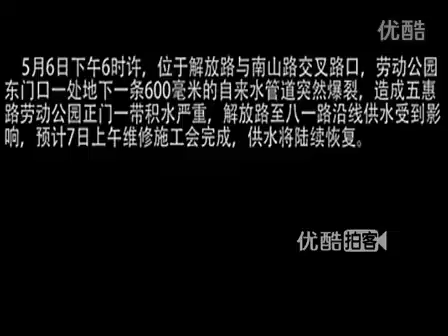 优酷
5月6日下午6时许，位于解放路与南山路交叉路口，劳动公园
东门口一处地下一条600毫米的自来水管道突然爆裂，造成五惠
路劳动公园正门一带积水严重，解放路至八一路沿线供水受到影
响，预计7日上午维修施工会完成，供水将陆续恢复。
优酷拍客